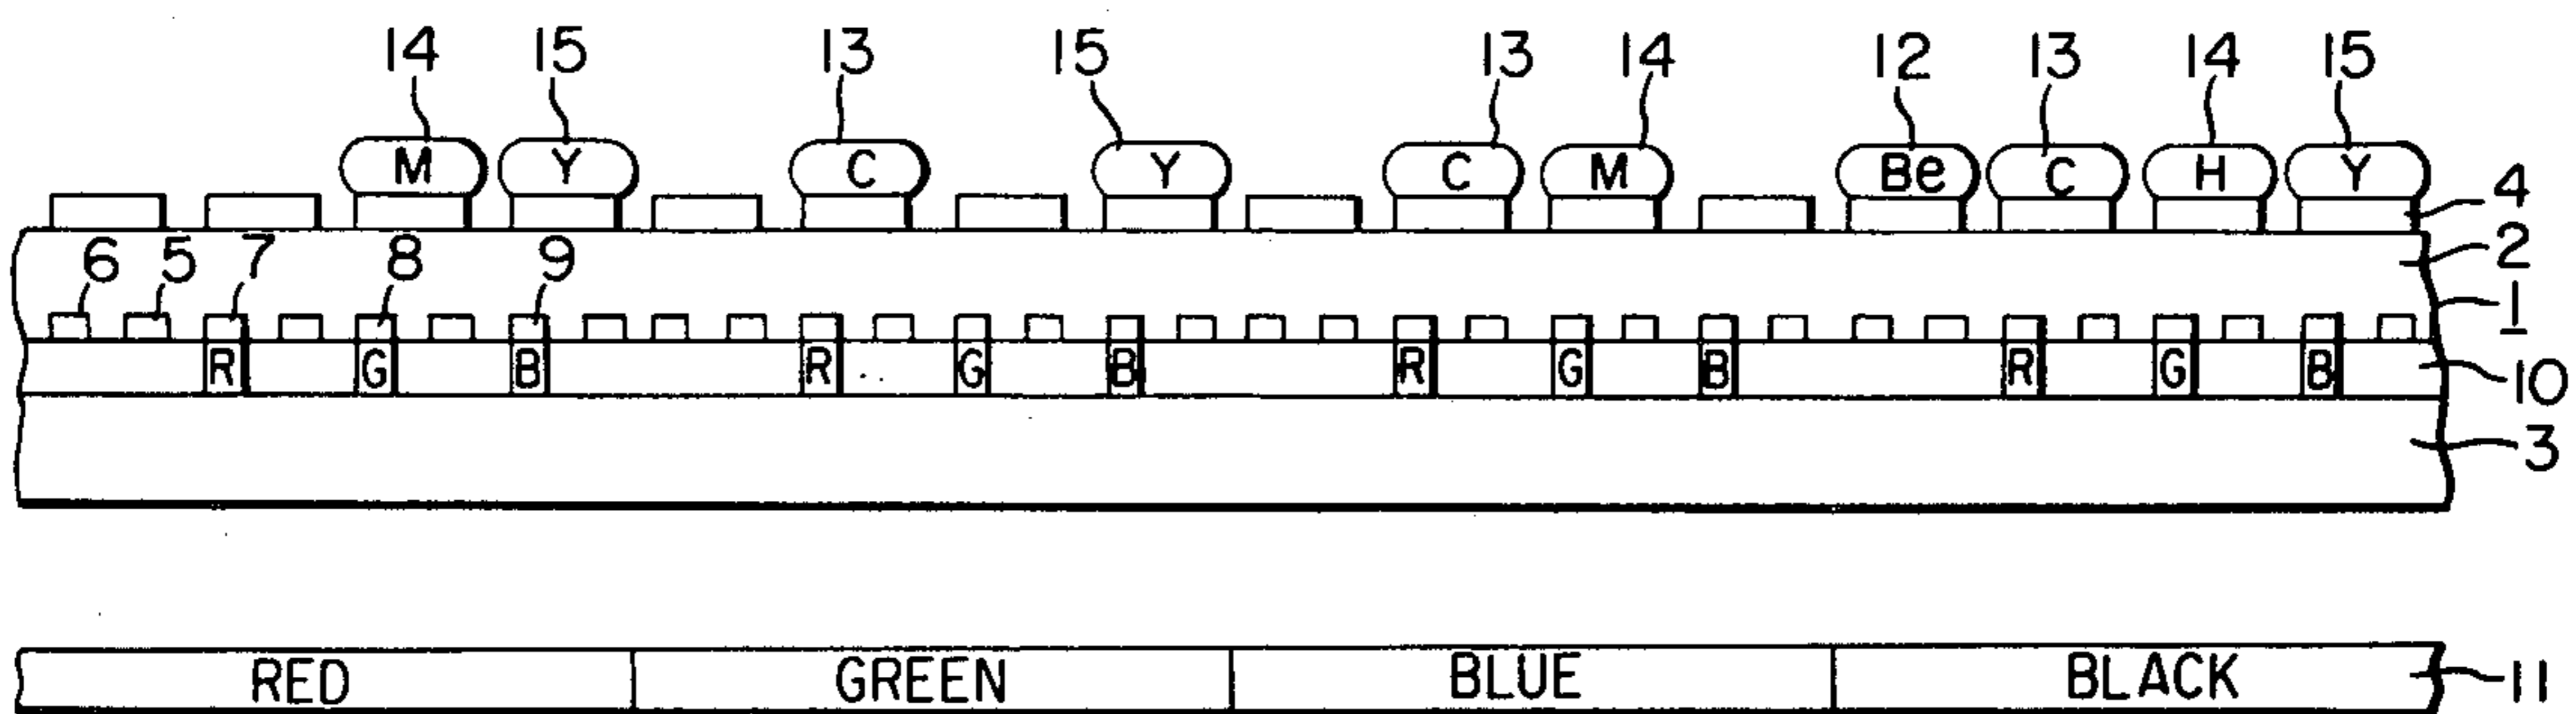 14 15 13 15 13 14 12 13 14 15
M Y C Y C M Be C H Y
4
6 5 7 8 9 2
1
R G B R G B R G B R G B 10
3
RED GREEN BLUE BLACK 11